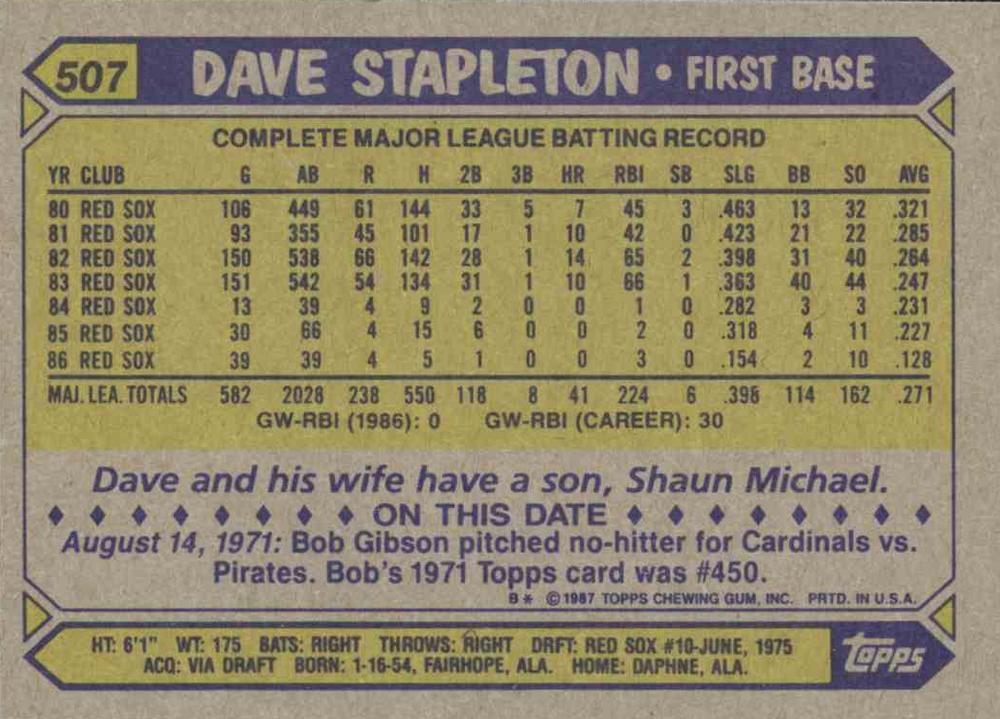 507 DAVE STAPLETON • FIRST BASE
COMPLETE MAJOR LEAGUE BATTING RECORD
YR CLUB G AB R H 2B 3B HR RBI SB SLG BB SO AVG
80 RED SOX 106 449 61 144 33 5 7 45 3 .463 13 32 .321
81 RED SOX 93 355 45 101 17 1 10 42 0 .423 21 22 .285
82 RED SOX 150 538 66 142 28 1 14 65 2 .398 31 40 .264
83 RED SOX 151 542 54 134 31 1 10 66 1 .363 40 44 .247
84 RED SOX 13 39 4 9 2 0 0 1 0 .282 3 3 .231
85 RED SOX 30 66 4 15 6 0 0 2 0 .318 4 11 .227
86 RED SOX 39 39 4 5 1 0 0 3 0 .154 2 10 .128
MAJ. LEA. TOTALS 582 2028 238 550 118 8 41 224 6 .398 114 162 .271
GW-RBI (1986): 0 GW-RBI (CAREER): 30
Dave and his wife have a son, Shaun Michael.
♦ ♦ ♦ ♦ ♦ ♦ ♦ ♦ ON THIS DATE ♦ ♦ ♦ ♦ ♦ ♦ ♦ ♦
August 14, 1971: Bob Gibson pitched no-hitter for Cardinals vs.
Pirates. Bob's 1971 Topps card was #450.
B* © 1987 TOPPS CHEWING GUM, INC. PRTD. IN U.S.A.
HT: 6'1" WT: 175 BATS: RIGHT THROWS: RIGHT DRFT: RED SOX #10-JUNE, 1975
ACQ: VIA DRAFT BORN: 1-16-54, FAIRHOPE, ALA. HOME: DAPHNE, ALA.
Topps